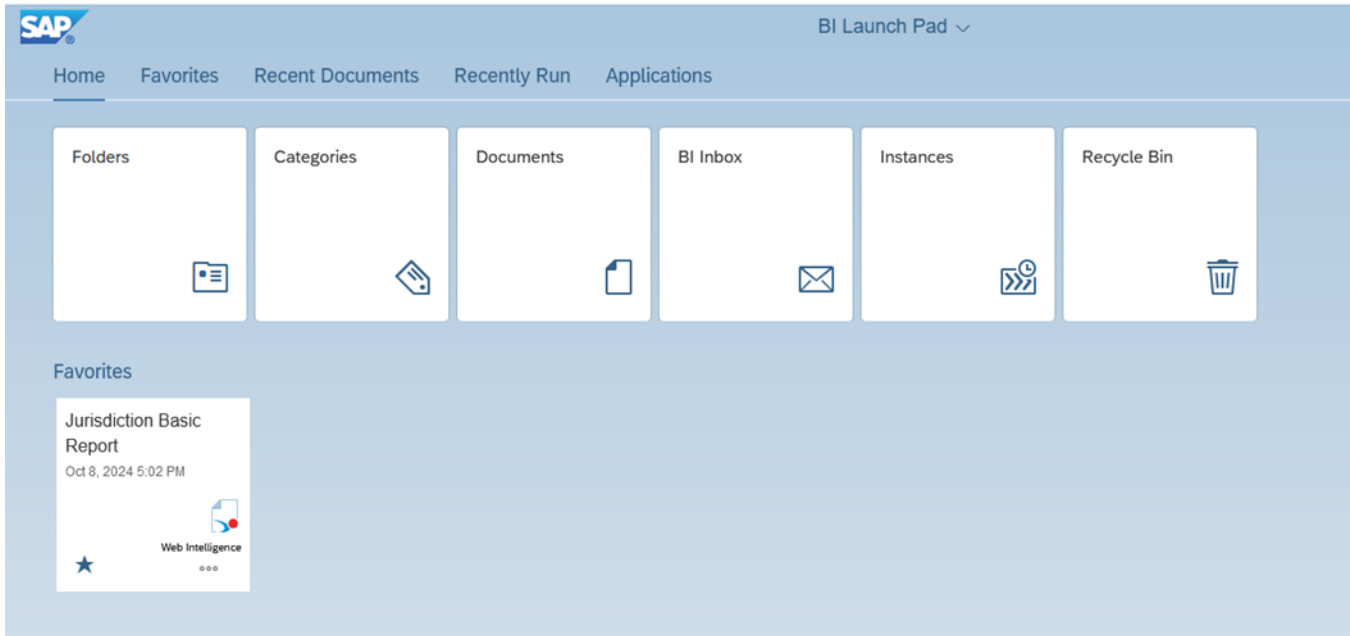 SAP®
BI Launch Pad
Home Favorites Recent Documents Recently Run Applications
Folders Categories Documents BI Inbox Instances Recycle Bin
Favorites
Jurisdiction Basic
Report
Oct 8, 2024 5:02 PM
Web Intelligence